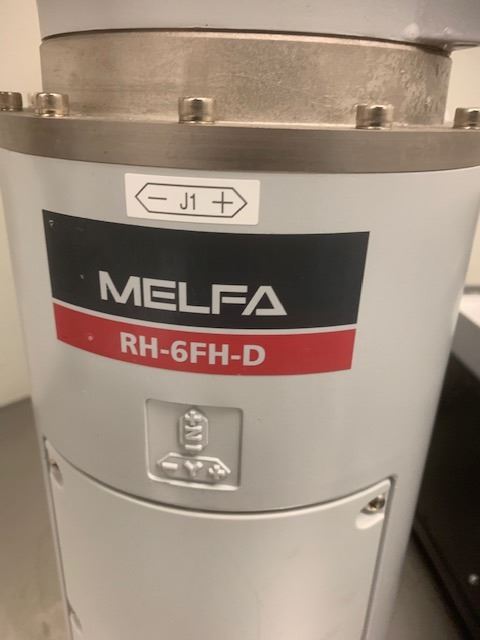 - J1 +
MELFA
RH-6FH-D
- Y +